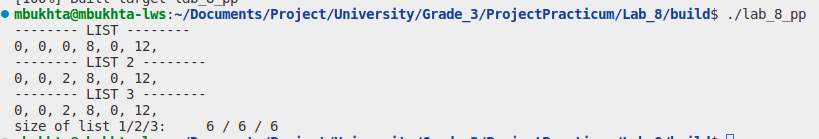 [100%] Built target lab_8_pp
mbukhta@mbukhta-lws:~/Documents/Project/University/Grade_3/ProjectPracticum/Lab_8/build$ ./lab_8_pp
-------- LIST --------
0, 0, 0, 8, 0, 12,
-------- LIST 2 --------
0, 0, 2, 8, 0, 12,
-------- LIST 3 --------
0, 0, 2, 8, 0, 12,
size of list 1/2/3: 6 / 6 / 6
mbukhta@mbukhta-lws:~/Documents/Project/University/Grade_3/ProjectPracticum/Lab_8/build$